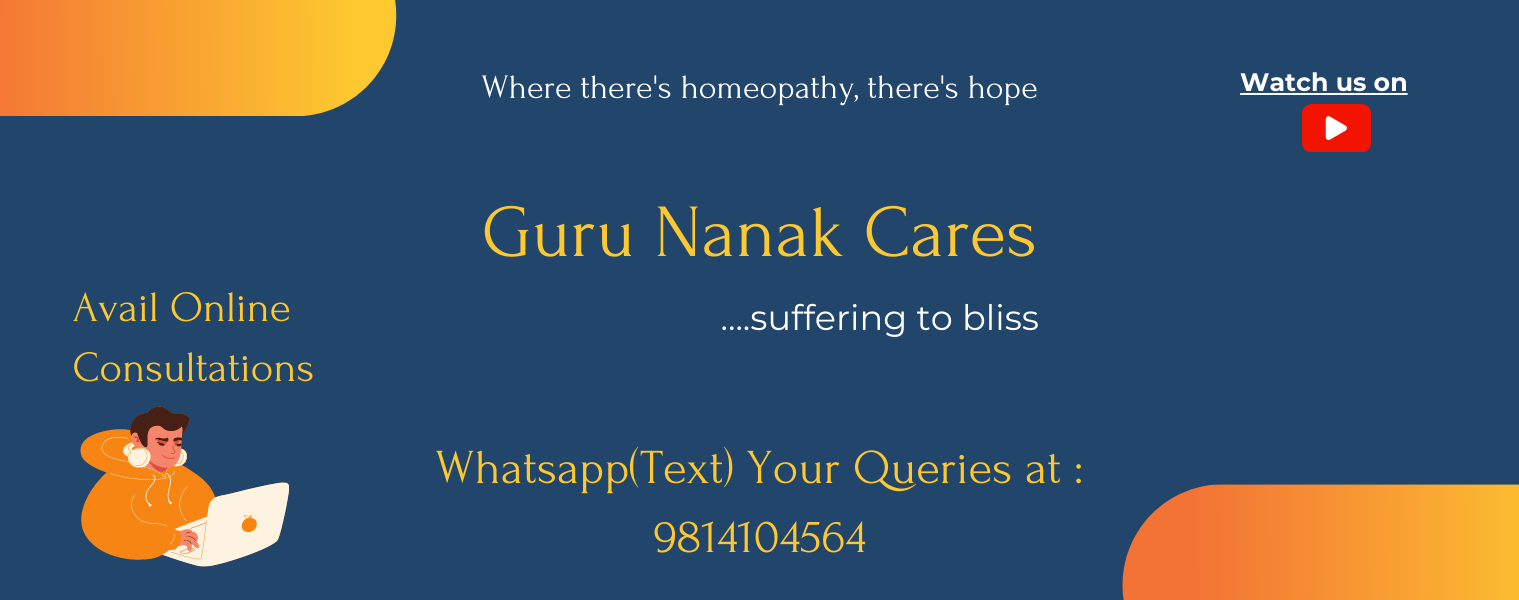 Where there's homeopathy, there's hope
Watch us on
Guru Nanak Cares
....suffering to bliss
Avail Online
Consultations
Whatsapp(Text) Your Queries at :
9814104564